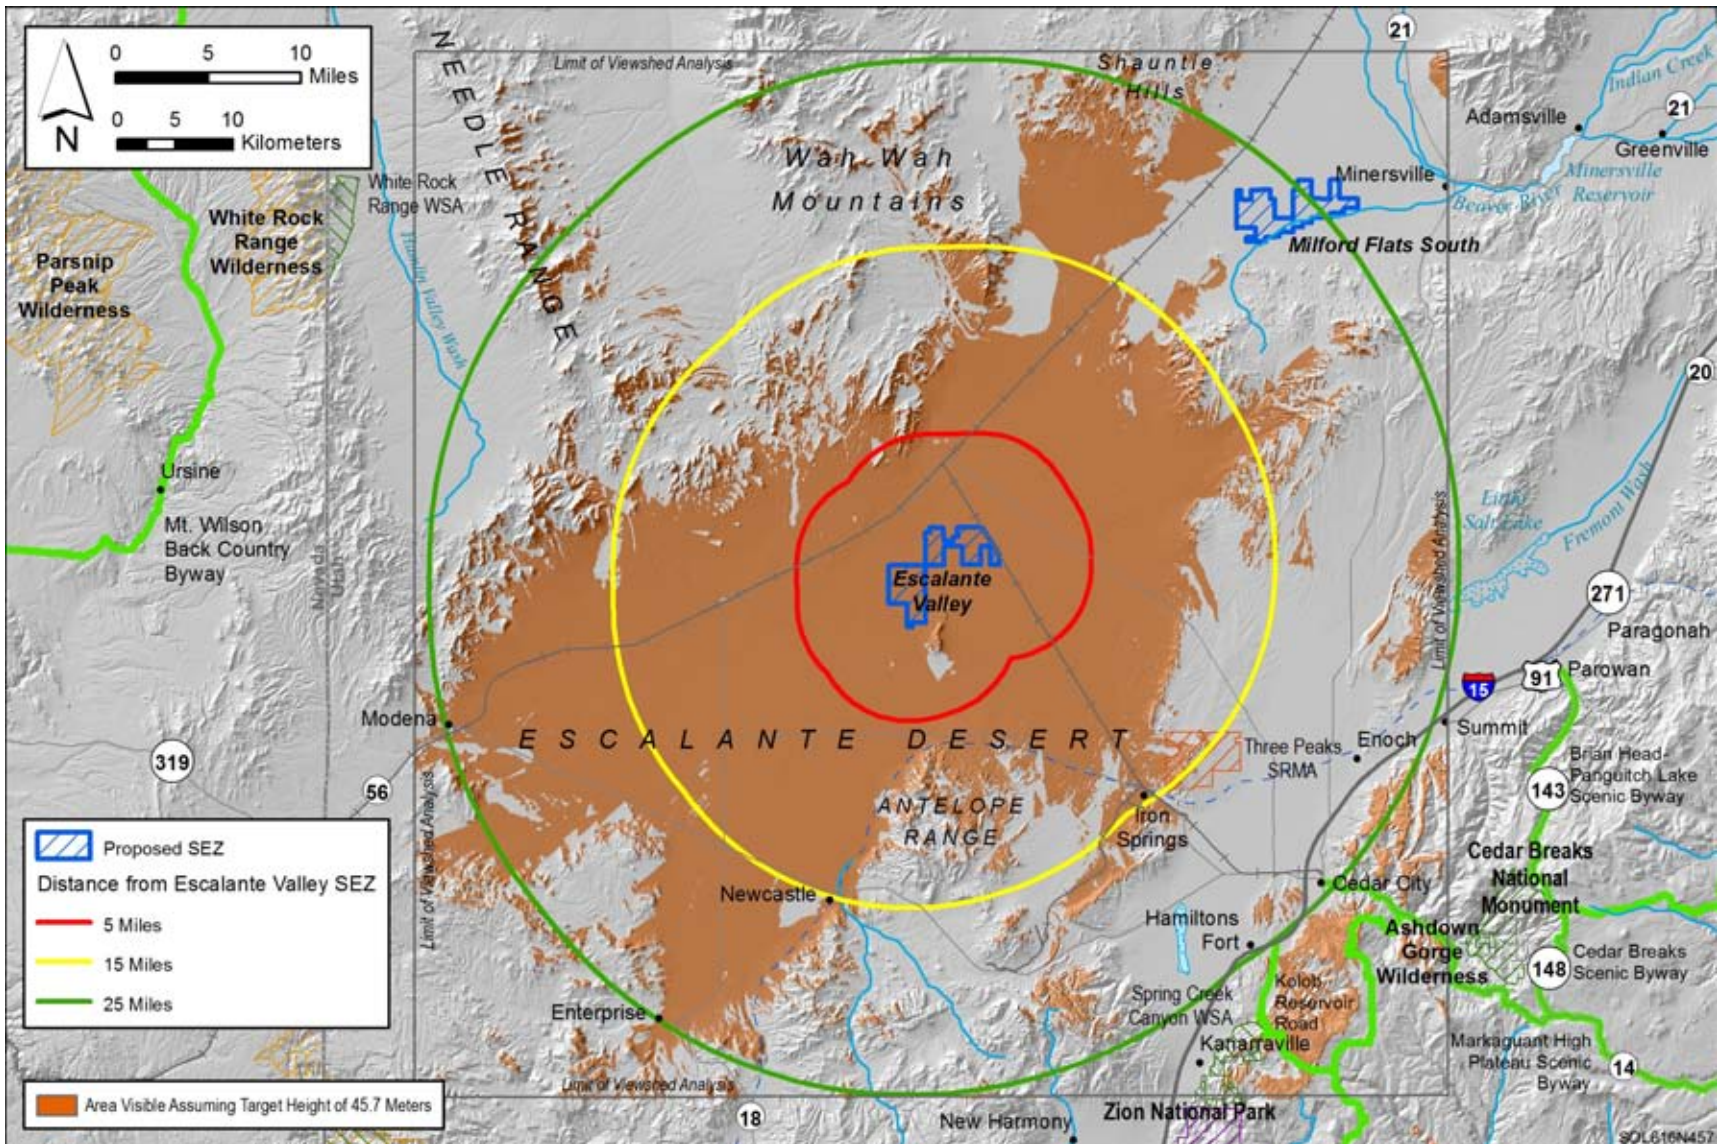 0 5 10
Miles
0 5 10
Kilometers
N
NEEDLE RANGE
Limit of Viewshed Analysis
Shauntie
Hills
21
Indian Creek
21
Adamsville
Greenville
Minersville
Minersville
Reservoir
Beaver River
Milford Flats South
Wah Wah
Mountains
White Rock
Range WSA
White Rock
Range
Wilderness
Parsnip
Peak
Wilderness
Hamlin Valley Wash
20
Ursine
Mt. Wilson
Back Country
Byway
Nevada
Utah
Escalante
Valley
Little
Salt Lake
Fremont Wash
Limit of Viewshed Analysis
271
Paragonah
Parowan
91
15
Summit
Modena
ESCALANTE DESERT
Three Peaks
SRMA
Enoch
319
56
Brian Head-
Panguitch Lake
Scenic Byway
143
ANTELOPE
RANGE
Iron
Springs
Limit of Viewshed Analysis
Proposed SEZ
Distance from Escalante Valley SEZ
5 Miles
15 Miles
25 Miles
Newcastle
Cedar City
Cedar Breaks
National
Monument
Hamiltons
Fort
Ashdown
Gorge
Wilderness
148
Cedar Breaks
Scenic Byway
Kolob
Reservoir
Road
Spring Creek
Canyon WSA
Kanarraville
Enterprise
Markaguant High
Plateau Scenic
Byway
14
Limit of Viewshed Analysis
Area Visible Assuming Target Height of 45.7 Meters
18
New Harmony
Zion National Park
SOL616N457